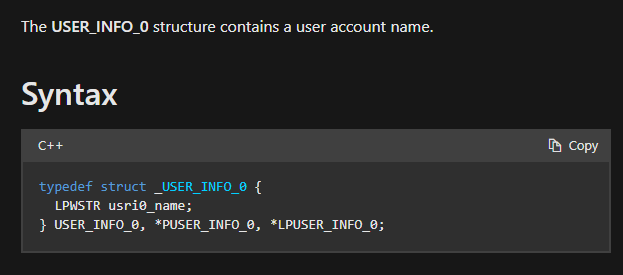 The USER_INFO_0 structure contains a user account name.
Syntax
C++
Copy
typedef struct _USER_INFO_0 {
  LPWSTR usri0_name;
} USER_INFO_0, *PUSER_INFO_0, *LPUSER_INFO_0;